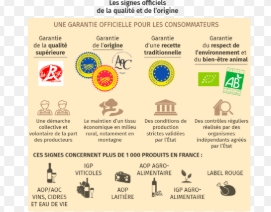 Les signes officiels
de la qualité et de l'origine
UNE GARANTIE OFFICIELLE POUR LES CONSOMMATEURS
Garantie
de la qualité
supérieure
Garantie
de l'origine
Garantie
d'une recette
traditionnelle
Garantie
du respect de
l'environnement et
du bien-être animal
AOC
AB
Une démarche
collective et
volontaire de la part
des producteurs
Le maintien d'un tissu
économique en milieu
rural, notamment en
montagne
Des conditions de
production
strictes validées
par l'État
Des contrôles réguliers
réalisés par des
organismes
indépendants agréés
par l'État
CES SIGNES CONCERNENT PLUS DE 1 000 PRODUITS EN FRANCE :
AOP/AOC
VINS, CIDRES
ET EAU DE VIE
IGP
VITICOLES
AOP
LAITIÈRE
AOP AGRO-
ALIMENTAIRE
IGP AGRO-
ALIMENTAIRE
LABEL ROUGE